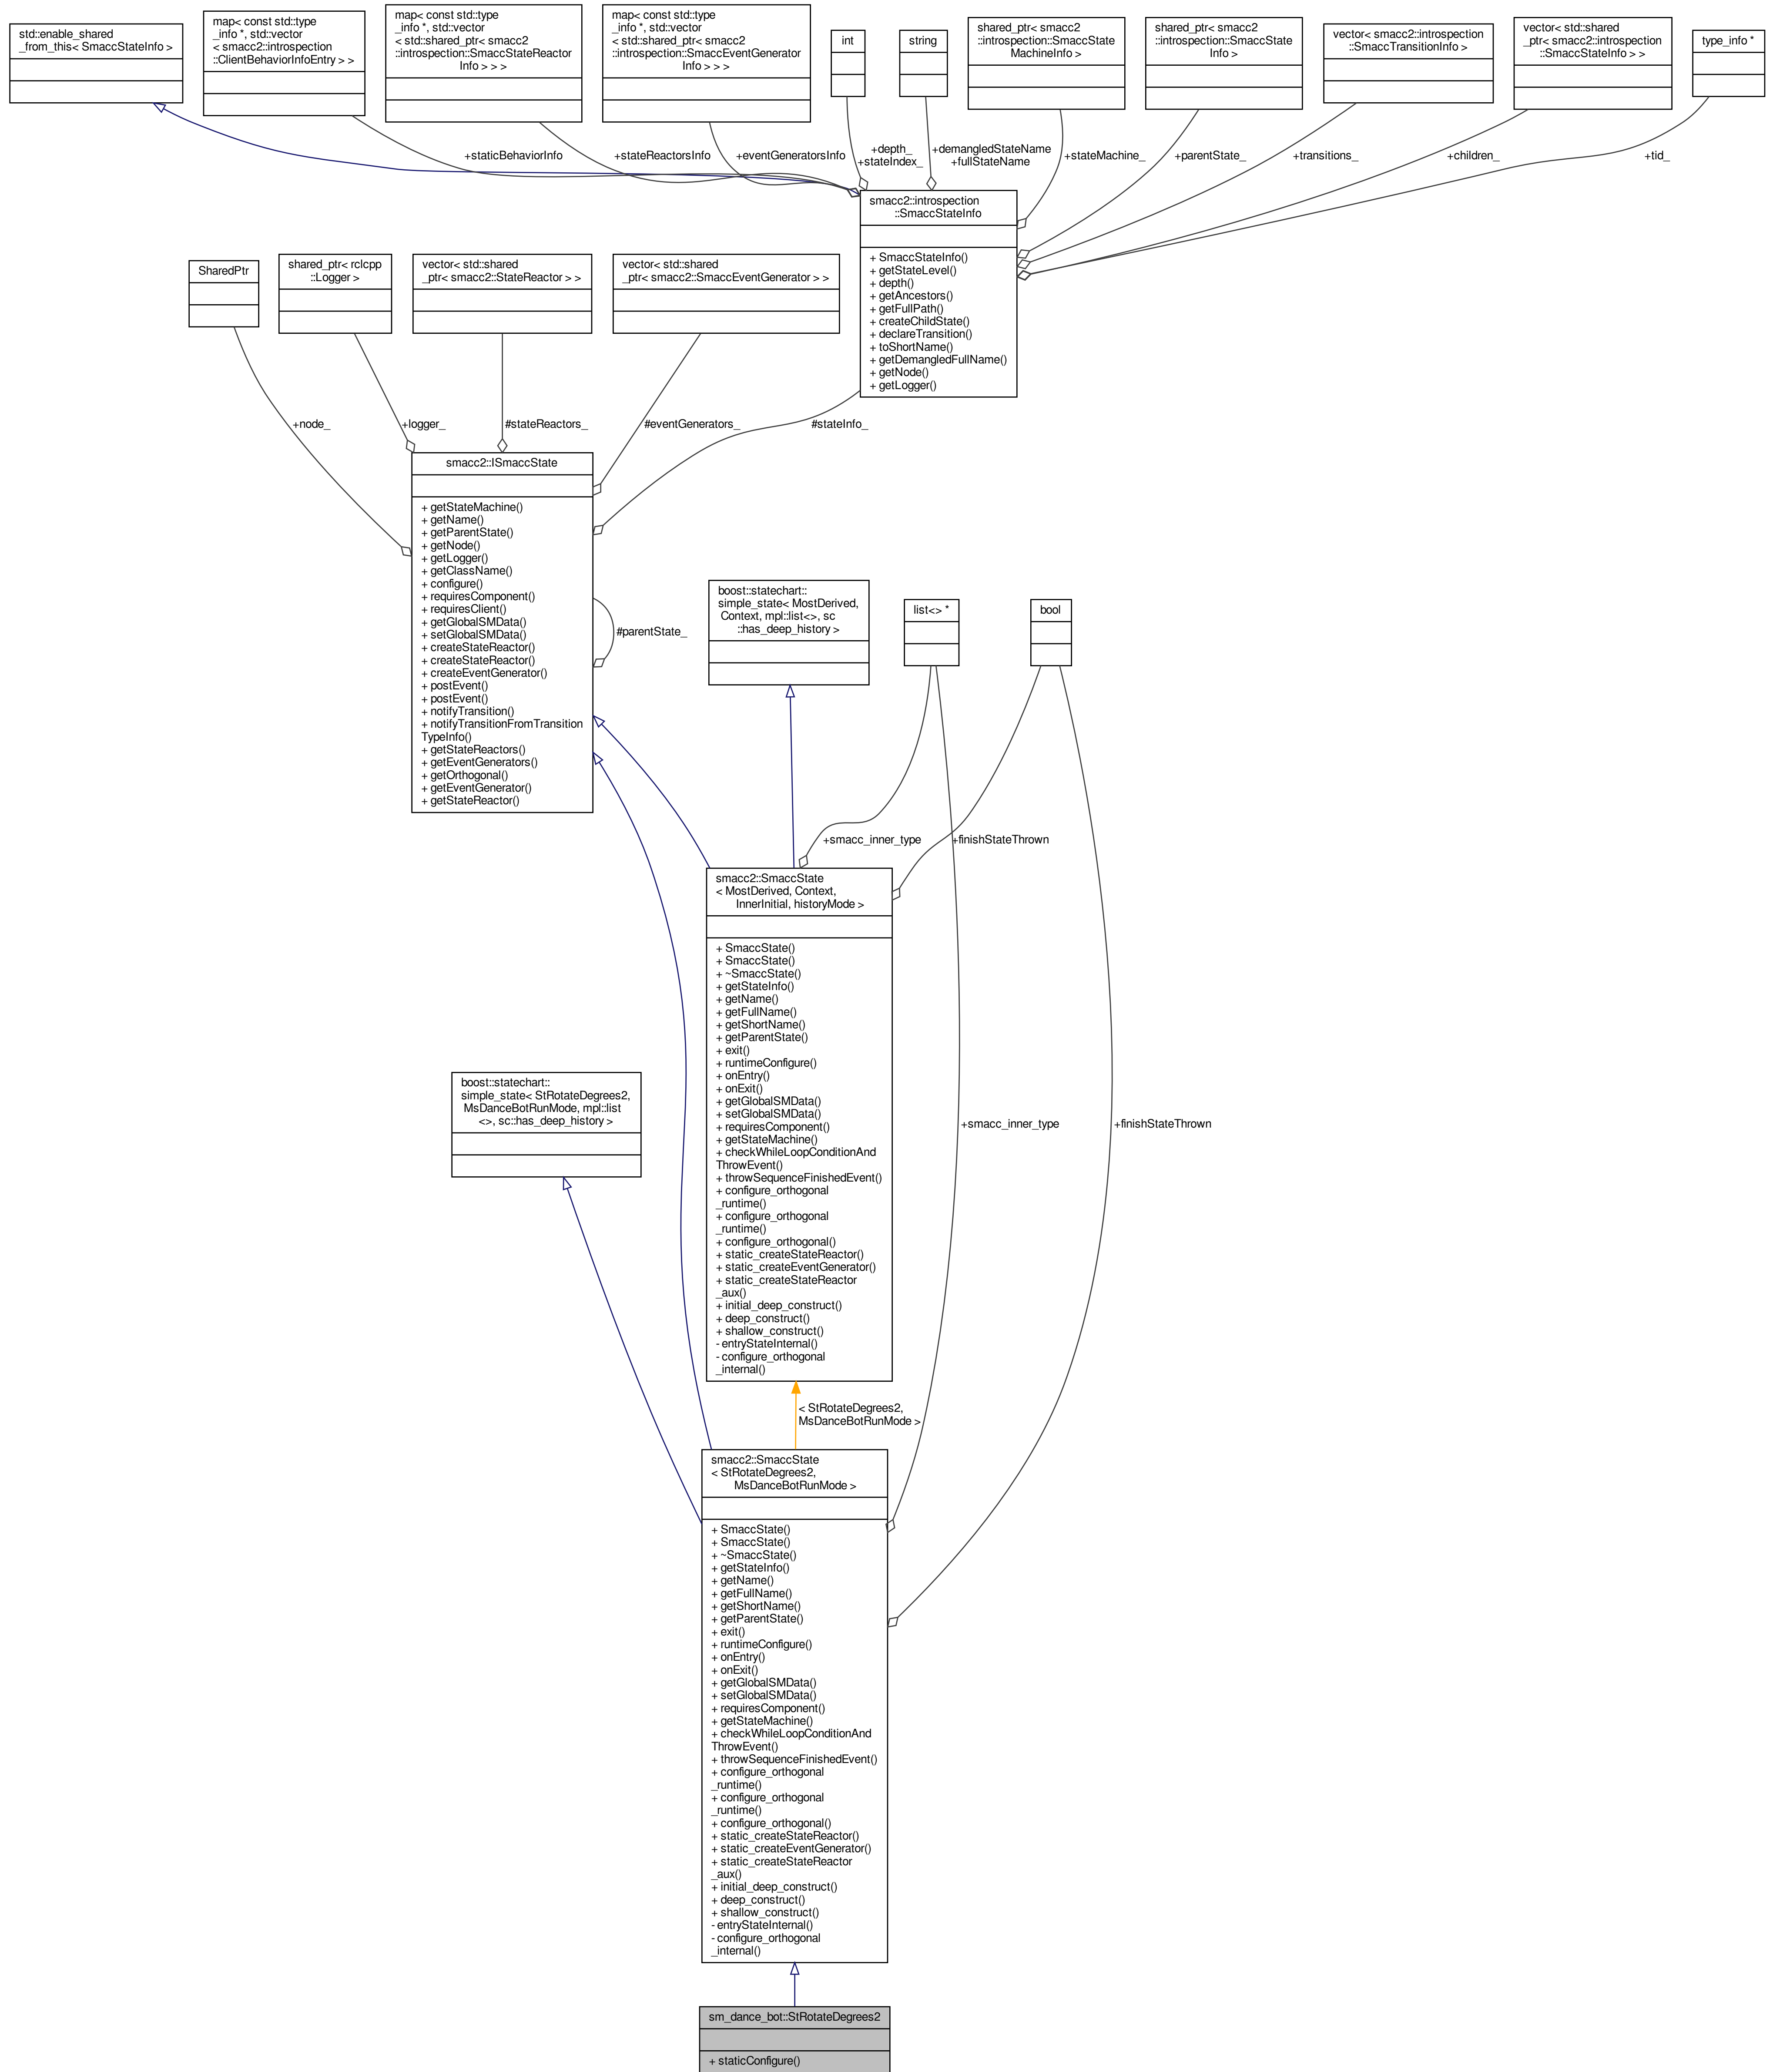 std::enable_shared
_from_this< SmaccStateInfo >
map< const std::type
_info *, std::vector
< smacc2::introspection
::ClientBehaviorInfoEntry > >
map< const std::type
_info *, std::vector
< std::shared_ptr< smacc2
::introspection::SmaccStateReactor
Info > > >
map< const std::type
_info *, std::vector
< std::shared_ptr< smacc2
::introspection::SmaccEventGenerator
Info > > >
int
string
shared_ptr< smacc2
::introspection::SmaccState
MachineInfo >
shared_ptr< smacc2
::introspection::SmaccState
Info >
vector< smacc2::introspection
::SmaccTransitionInfo >
vector< std::shared
_ptr< smacc2::introspection
::SmaccStateInfo > >
type_info *
+staticBehaviorInfo
+stateReactorsInfo
+eventGeneratorsInfo
+depth_
+stateIndex_
+demangledStateName
+fullStateName
+stateMachine_
+parentState_
+transitions_
+children_
+tid_
smacc2::introspection
::SmaccStateInfo
+ SmaccStateInfo()
+ getStateLevel()
+ depth()
+ getAncestors()
+ getFullPath()
+ createChildState()
+ declareTransition()
+ toShortName()
+ getDemangledFullName()
+ getNode()
+ getLogger()
SharedPtr
shared_ptr< rclcpp
::Logger >
vector< std::shared
_ptr< smacc2::StateReactor > >
vector< std::shared
_ptr< smacc2::SmaccEventGenerator > >
+node_
+logger_
#stateReactors_
#eventGenerators_
#stateInfo_
smacc2::ISmaccState
+ getStateMachine()
+ getName()
+ getParentState()
+ getNode()
+ getLogger()
+ getClassName()
+ configure()
+ requiresComponent()
+ requiresClient()
+ getGlobalSMData()
+ setGlobalSMData()
+ createStateReactor()
+ createStateReactor()
+ createEventGenerator()
+ postEvent()
+ postEvent()
+ notifyTransition()
+ notifyTransitionFromTransition
TypeInfo()
+ getStateReactors()
+ getEventGenerators()
+ getOrthogonal()
+ getEventGenerator()
+ getStateReactor()
#parentState_
boost::statechart::
simple_state< MostDerived,
Context, mpl::list<>, sc
::has_deep_history >
list<> *
bool
+smacc_inner_type
+finishStateThrown
smacc2::SmaccState
< MostDerived, Context,
InnerInitial, historyMode >
+ SmaccState()
+ SmaccState()
+ ~SmaccState()
+ getStateInfo()
+ getName()
+ getFullName()
+ getShortName()
+ getParentState()
+ exit()
+ runtimeConfigure()
+ onEntry()
+ onExit()
+ getGlobalSMData()
+ setGlobalSMData()
+ requiresComponent()
+ getStateMachine()
+ checkWhileLoopConditionAnd
ThrowEvent()
+ throwSequenceFinishedEvent()
+ configure_orthogonal
_runtime()
+ configure_orthogonal
_runtime()
+ configure_orthogonal()
+ static_createStateReactor()
+ static_createEventGenerator()
+ static_createStateReactor
_aux()
+ initial_deep_construct()
+ deep_construct()
+ shallow_construct()
- entryStateInternal()
- configure_orthogonal
_internal()
boost::statechart::
simple_state< StRotateDegrees2,
MsDanceBotRunMode, mpl::list
<>, sc::has_deep_history >
+smacc_inner_type
+finishStateThrown
< StRotateDegrees2,
MsDanceBotRunMode >
smacc2::SmaccState
< StRotateDegrees2,
MsDanceBotRunMode >
+ SmaccState()
+ SmaccState()
+ ~SmaccState()
+ getStateInfo()
+ getName()
+ getFullName()
+ getShortName()
+ getParentState()
+ exit()
+ runtimeConfigure()
+ onEntry()
+ onExit()
+ getGlobalSMData()
+ setGlobalSMData()
+ requiresComponent()
+ getStateMachine()
+ checkWhileLoopConditionAnd
ThrowEvent()
+ throwSequenceFinishedEvent()
+ configure_orthogonal
_runtime()
+ configure_orthogonal
_runtime()
+ configure_orthogonal()
+ static_createStateReactor()
+ static_createEventGenerator()
+ static_createStateReactor
_aux()
+ initial_deep_construct()
+ deep_construct()
+ shallow_construct()
- entryStateInternal()
- configure_orthogonal
_internal()
sm_dance_bot::StRotateDegrees2
+ staticConfigure()